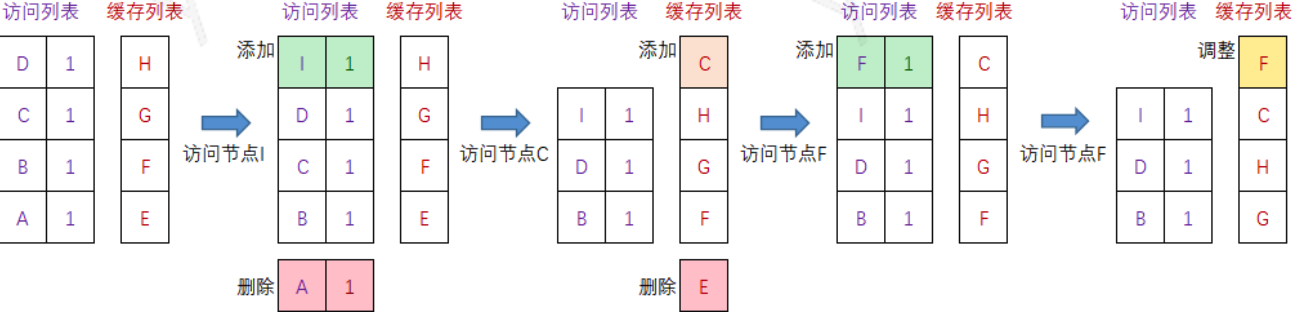 访问列表 缓存列表 访问列表 缓存列表 访问列表 缓存列表 访问列表 缓存列表 访问列表 缓存列表
D 1 H 添加 I 1 H 添加 C 添加 F 1 C 调整 F
C 1 G D 1 G I 1 H I 1 H I 1 C
访问节点I 访问节点C 访问节点F 访问节点F
B 1 F C 1 F D 1 G D 1 G D 1 H
A 1 E B 1 E B 1 F B 1 F B 1 G
删除 A 1 删除 E